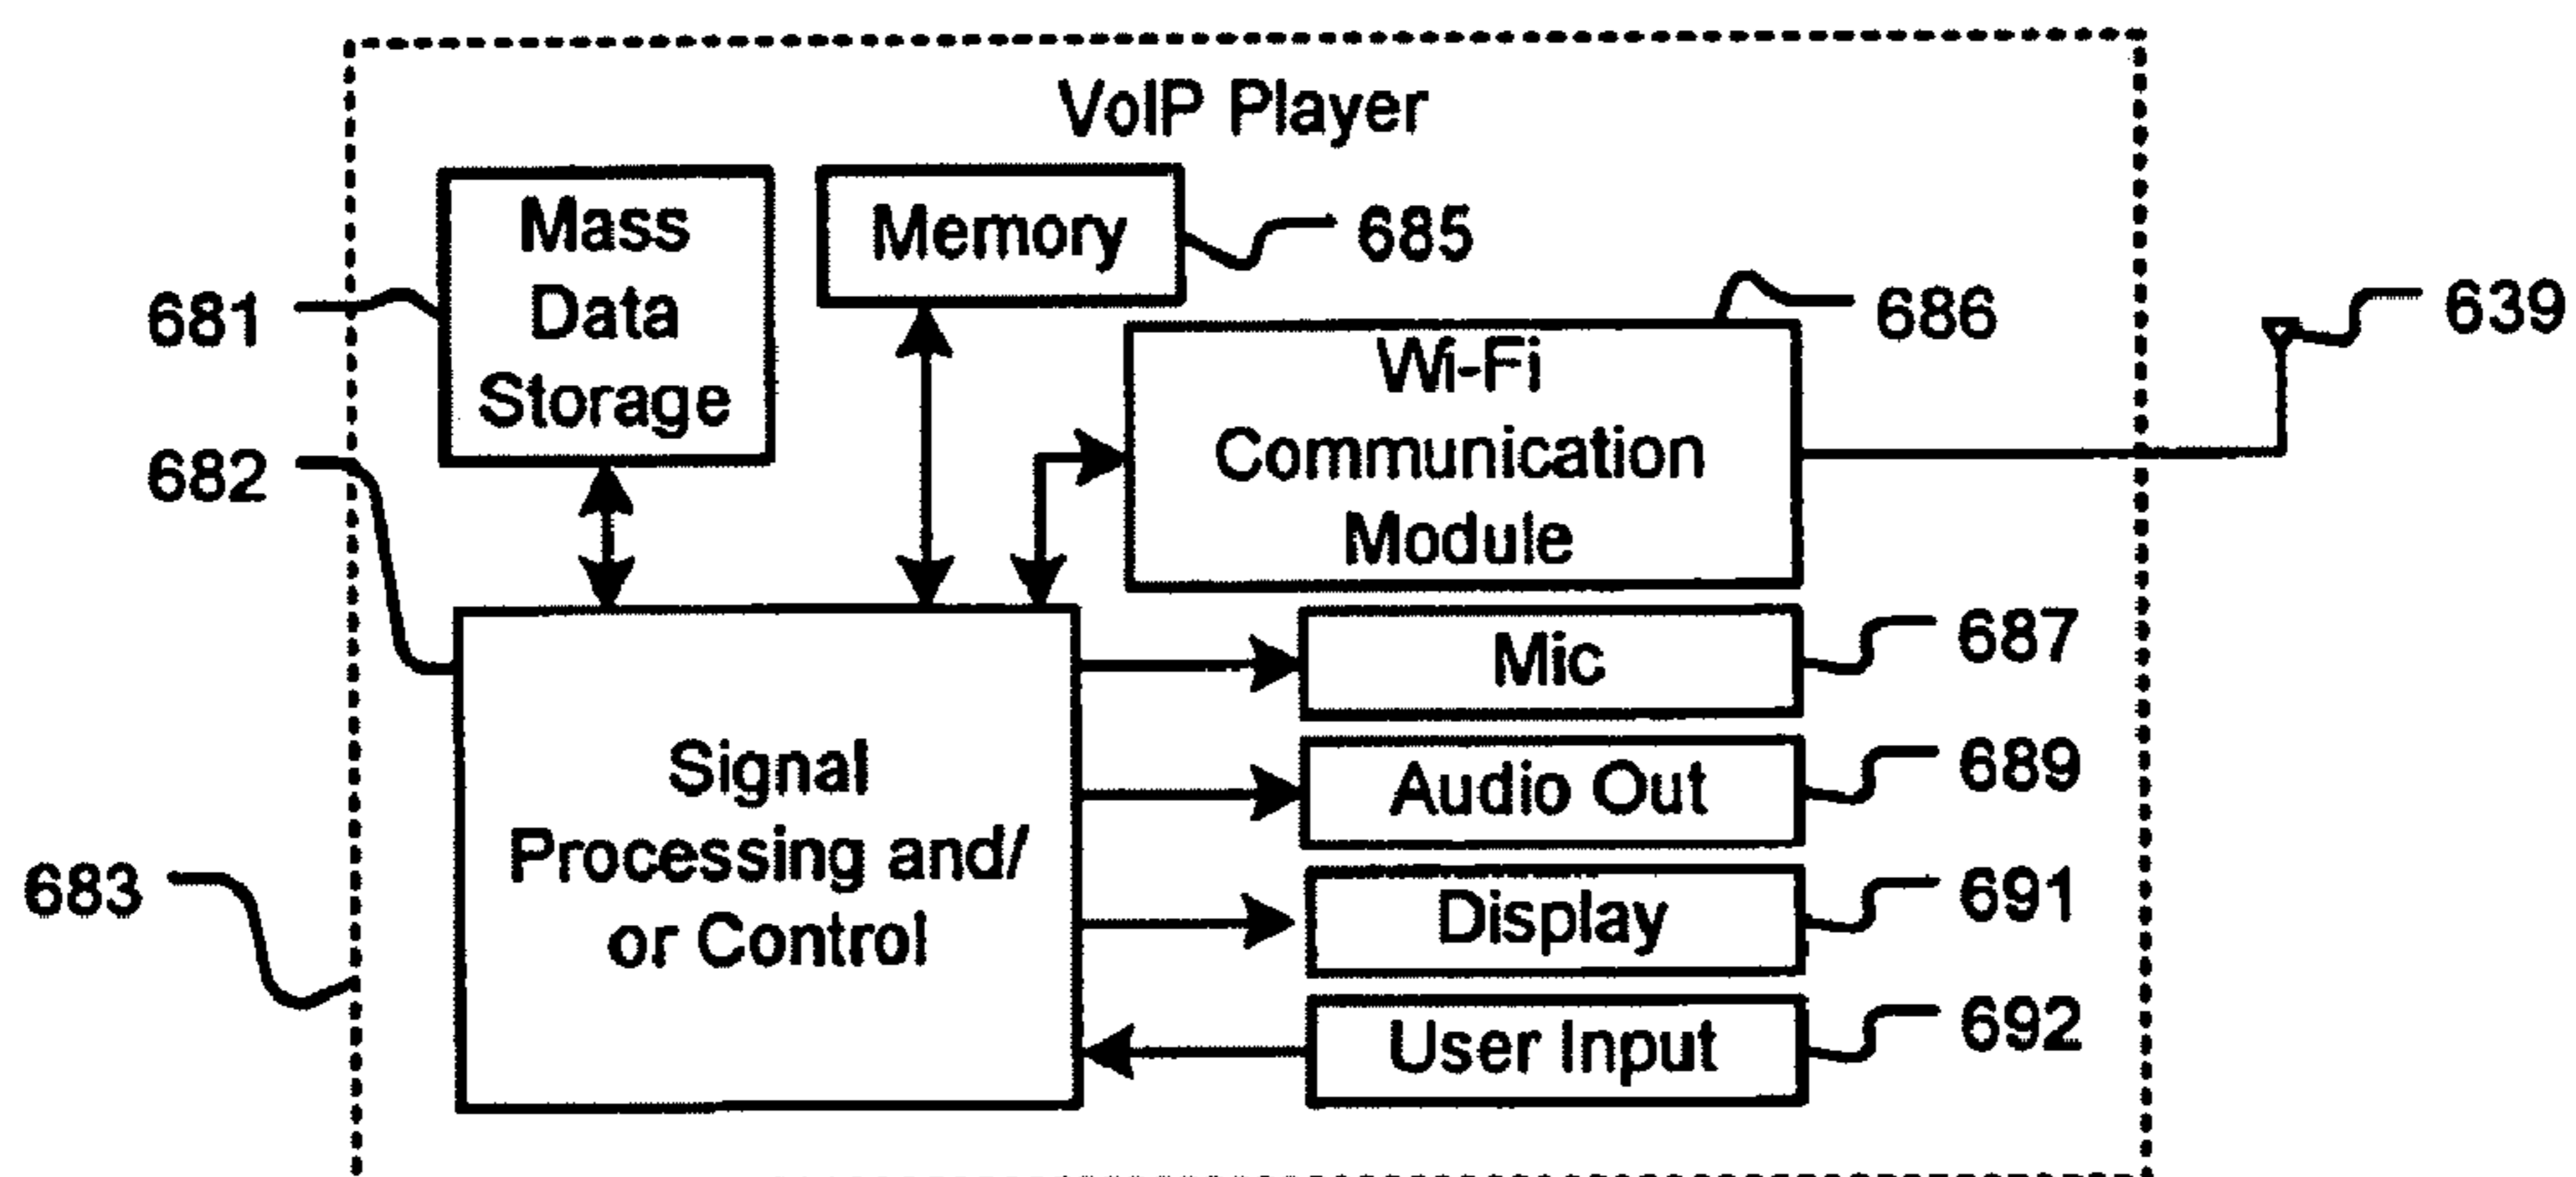 VoIP Player
Mass
Data
Storage
Memory
685
681
686
639
Wi-Fi
Communication
Module
682
Mic
687
Signal
Processing and/
or Control
Audio Out
689
683
Display
691
User Input
692